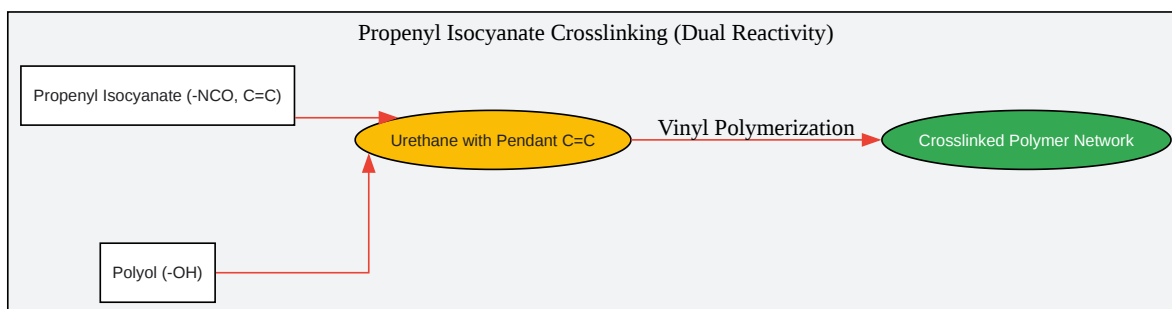 Propenyl Isocyanate Crosslinking (Dual Reactivity)
Propenyl Isocyanate (-NCO, C=C)
Urethane with Pendant C=C
Vinyl Polymerization
Crosslinked Polymer Network
Polyol (-OH)